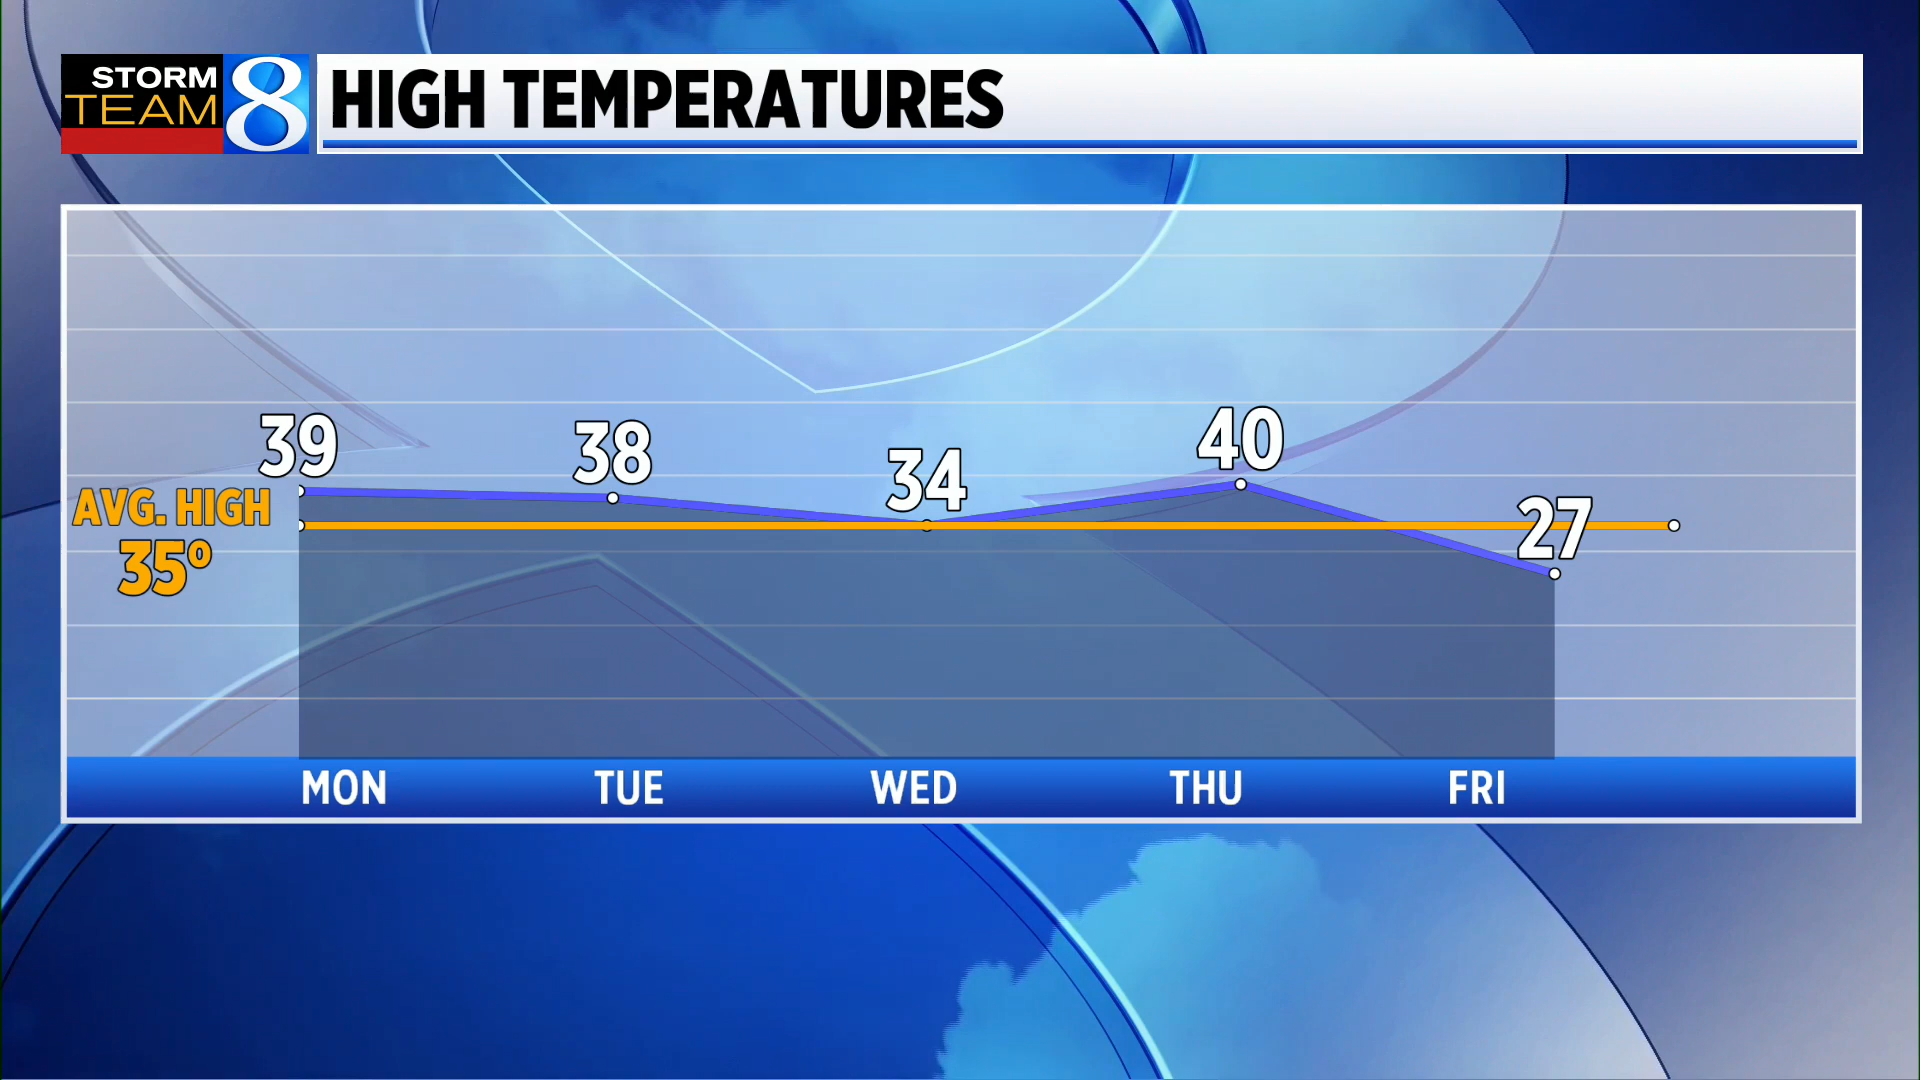 STORM
TEAM
8
HIGH TEMPERATURES
39
38
34
40
27
AVG. HIGH
35°
MON
TUE
WED
THU
FRI